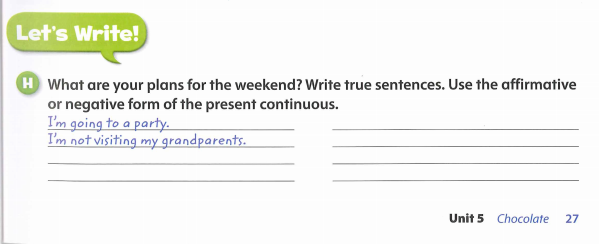 Let's Write!
H What are your plans for the weekend? Write true sentences. Use the affirmative
or negative form of the present continuous.
I'm going to a party.
I'm not visiting my grandparents.
Unit 5 Chocolate 27